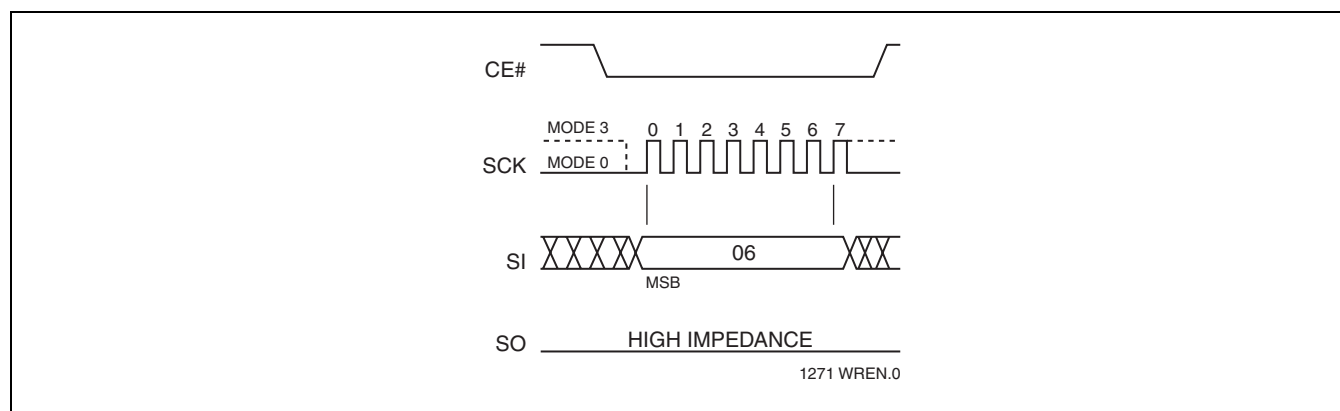 CE#
MODE 3
0 1 2 3 4 5 6 7
SCK
MODE 0
SI
06
MSB
SO
HIGH IMPEDANCE
1271 WREN.0